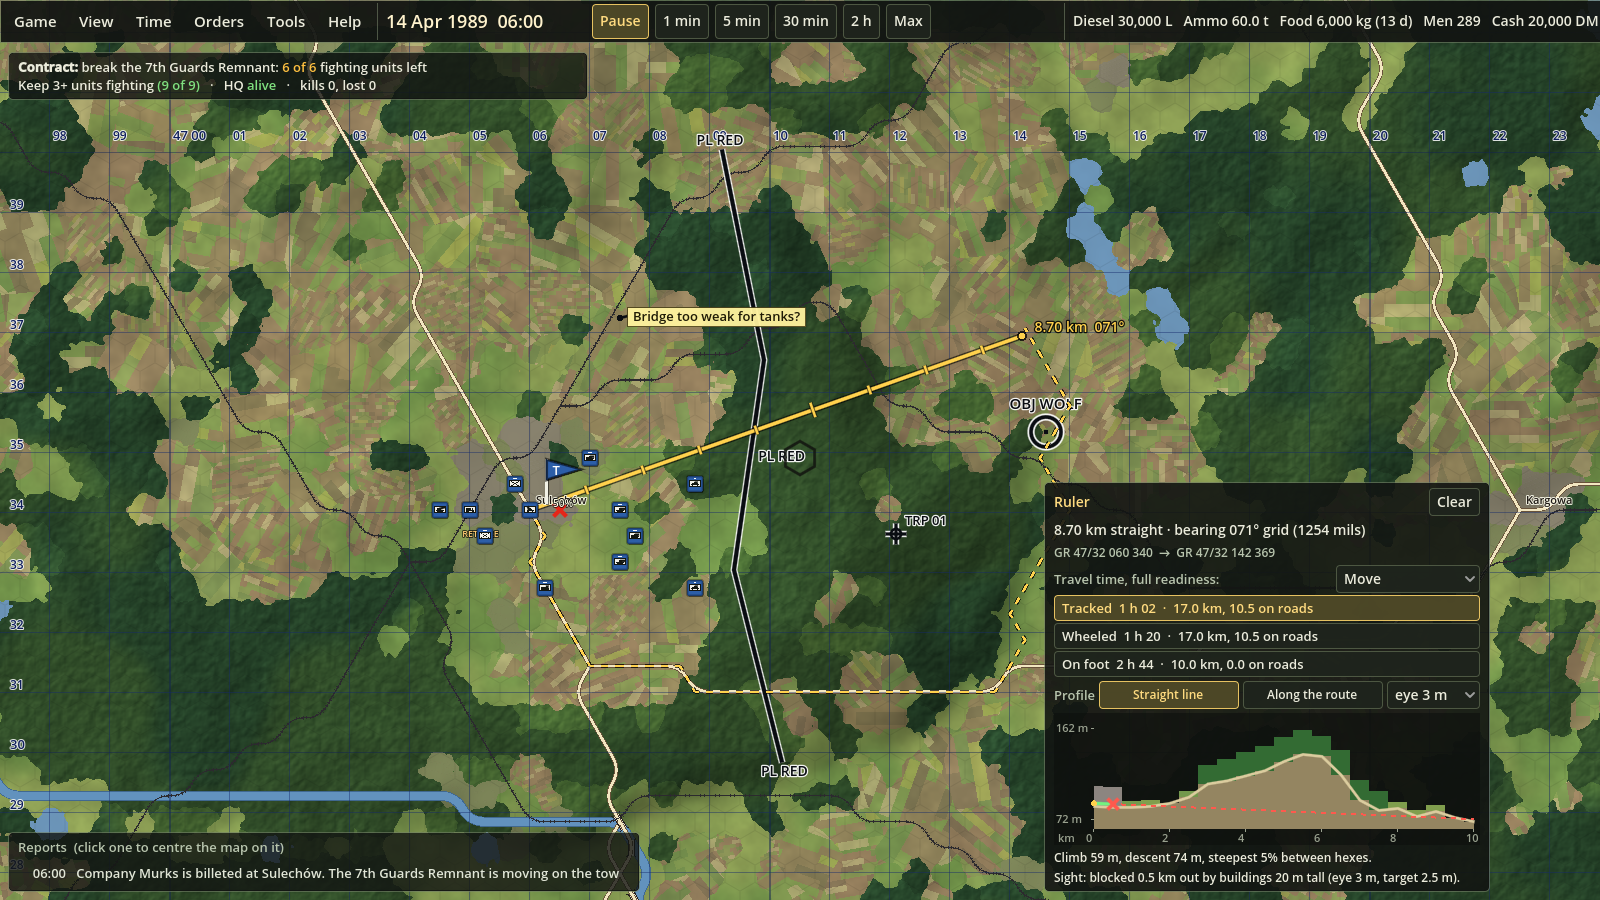 Game View Time Orders Tools Help 14 Apr 1989 06:00 Pause 1 min 5 min 30 min 2 h Max Diesel 30,000 L Ammo 60.0 t Food 6,000 kg (13 d) Men 289 Cash 20,000 DM
Contract: break the 7th Guards Remnant: 6 of 6 fighting units left
Keep 3+ units fighting (9 of 9) · HQ alive · kills 0, lost 0
98 99 47 00 01 02 03 04 05 06 07 08 10 11 12 13 14 15 16 17 18 19 20 21 22 23
PL RED
39
38
37
36
35
34
33
32
31
30
29
28
Bridge too weak for tanks?
8.70 km 071°
OBJ WOLF
PL RED
T
50%
TRP 01
Kargowa
PL RED
Ruler Clear
8.70 km straight · bearing 071° grid (1254 mils)
GR 47/32 060 340 → GR 47/32 142 369
Travel time, full readiness: Move
Tracked 1 h 02 · 17.0 km, 10.5 on roads
Wheeled 1 h 20 · 17.0 km, 10.5 on roads
On foot 2 h 44 · 10.0 km, 0.0 on roads
Profile Straight line Along the route eye 3 m
162 m
72 m
km 0 2 4 6 8 10
Climb 59 m, descent 74 m, steepest 5% between hexes.
Sight: blocked 0.5 km out by buildings 20 m tall (eye 3 m, target 2.5 m).
Reports (click one to centre the map on it)
06:00 Company Murks is billeted at Sulechów. The 7th Guards Remnant is moving on the tow